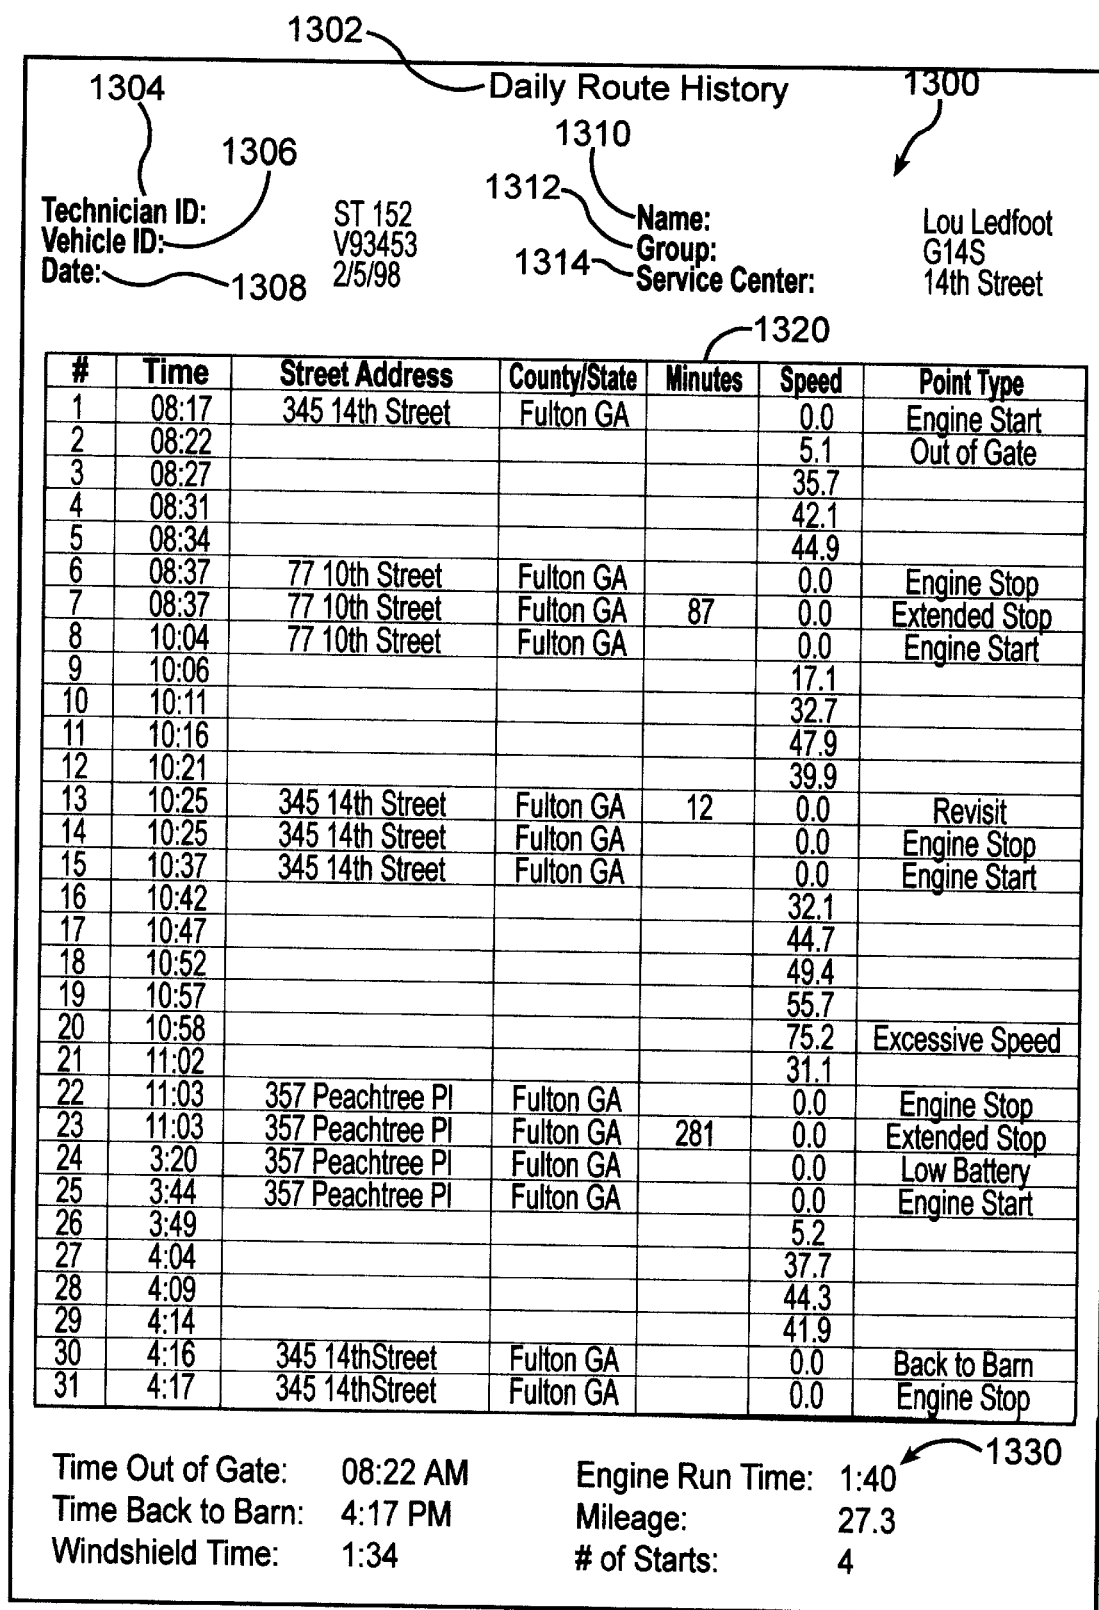 1302
Daily Route History
1304
1300
1310
1306
1312
Technician ID: ST 152 Name: Lou Ledfoot
Vehicle ID: V93453 Group: G14S
Date: 1308 2/5/98 1314 Service Center: 14th Street
1320
# Time Street Address County/State Minutes Speed Point Type
1 08:17 345 14th Street Fulton GA 0.0 Engine Start
2 08:22 5.1 Out of Gate
3 08:27 35.7
4 08:31 42.1
5 08:34 44.9
6 08:37 77 10th Street Fulton GA 0.0 Engine Stop
7 08:37 77 10th Street Fulton GA 87 0.0 Extended Stop
8 10:04 77 10th Street Fulton GA 0.0 Engine Start
9 10:06 17.1
10 10:11 32.7
11 10:16 47.9
12 10:21 39.9
13 10:25 345 14th Street Fulton GA 12 0.0 Revisit
14 10:25 345 14th Street Fulton GA 0.0 Engine Stop
15 10:37 345 14th Street Fulton GA 0.0 Engine Start
16 10:42 32.1
17 10:47 44.7
18 10:52 49.4
19 10:57 55.7
20 10:58 75.2 Excessive Speed
21 11:02 31.1
22 11:03 357 Peachtree Pl Fulton GA 0.0 Engine Stop
23 11:03 357 Peachtree Pl Fulton GA 281 0.0 Extended Stop
24 3:20 357 Peachtree Pl Fulton GA 0.0 Low Battery
25 3:44 357 Peachtree Pl Fulton GA 0.0 Engine Start
26 3:49 5.2
27 4:04 37.7
28 4:09 44.3
29 4:14 41.9
30 4:16 345 14thStreet Fulton GA 0.0 Back to Barn
31 4:17 345 14thStreet Fulton GA 0.0 Engine Stop
1330
Time Out of Gate: 08:22 AM Engine Run Time: 1:40
Time Back to Barn: 4:17 PM Mileage: 27.3
Windshield Time: 1:34 # of Starts: 4